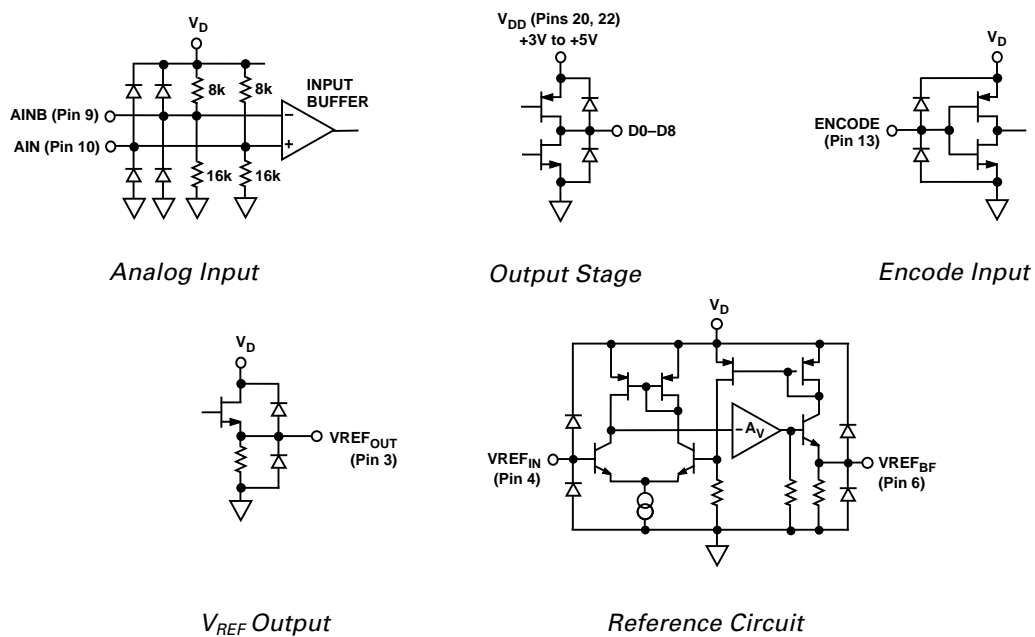 V_D
8k 8k
INPUT
BUFFER
AINB (Pin 9)
−
AIN (Pin 10)
+
16k 16k
Analog Input
V_DD (Pins 20, 22)
+3V to +5V
D0–D8
Output Stage
V_D
ENCODE
(Pin 13)
Encode Input
V_D
VREF_OUT
(Pin 3)
V_REF Output
V_D
−A_V
VREF_IN
(Pin 4)
VREF_BF
(Pin 6)
Reference Circuit